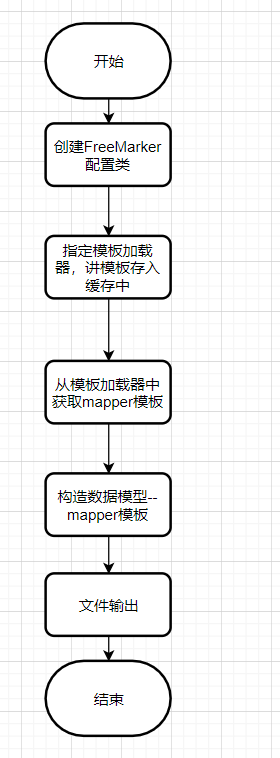 开始
创建FreeMarker
配置类
指定模板加载
器，讲模板存入
缓存中
从模板加载器中
获取mapper模板
构造数据模型--
mapper模板
文件输出
结束